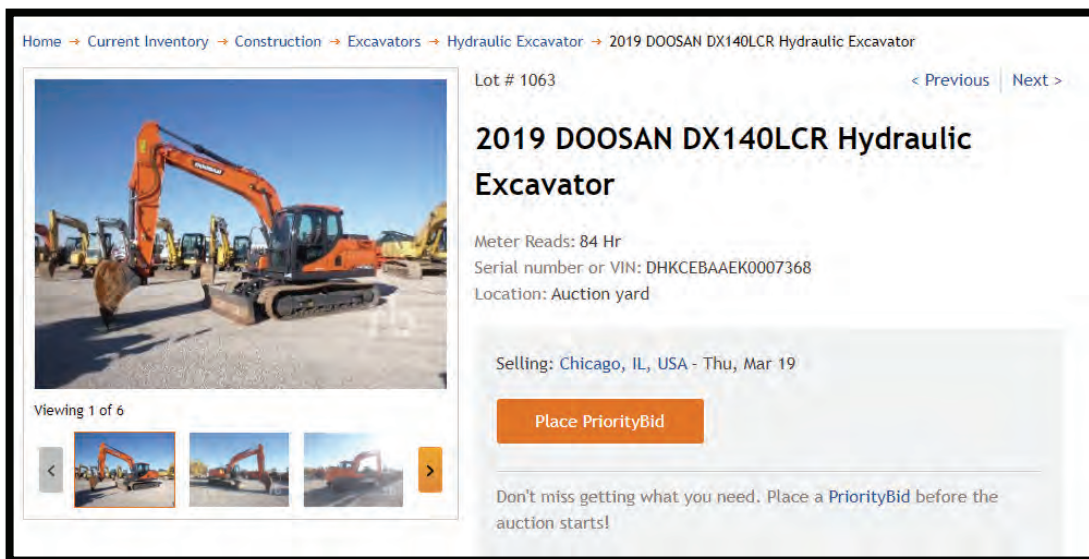 Home → Current Inventory → Construction → Excavators → Hydraulic Excavator → 2019 DOOSAN DX140LCR Hydraulic Excavator
Lot # 1063
< Previous | Next >
2019 DOOSAN DX140LCR Hydraulic
Excavator
Meter Reads: 84 Hr
Serial number or VIN: DHKCEBAAEK0007368
Location: Auction yard
Selling: Chicago, IL, USA - Thu, Mar 19
Place PriorityBid
Don't miss getting what you need. Place a PriorityBid before the
auction starts!
DOOSAN
rb
Viewing 1 of 6
<
>